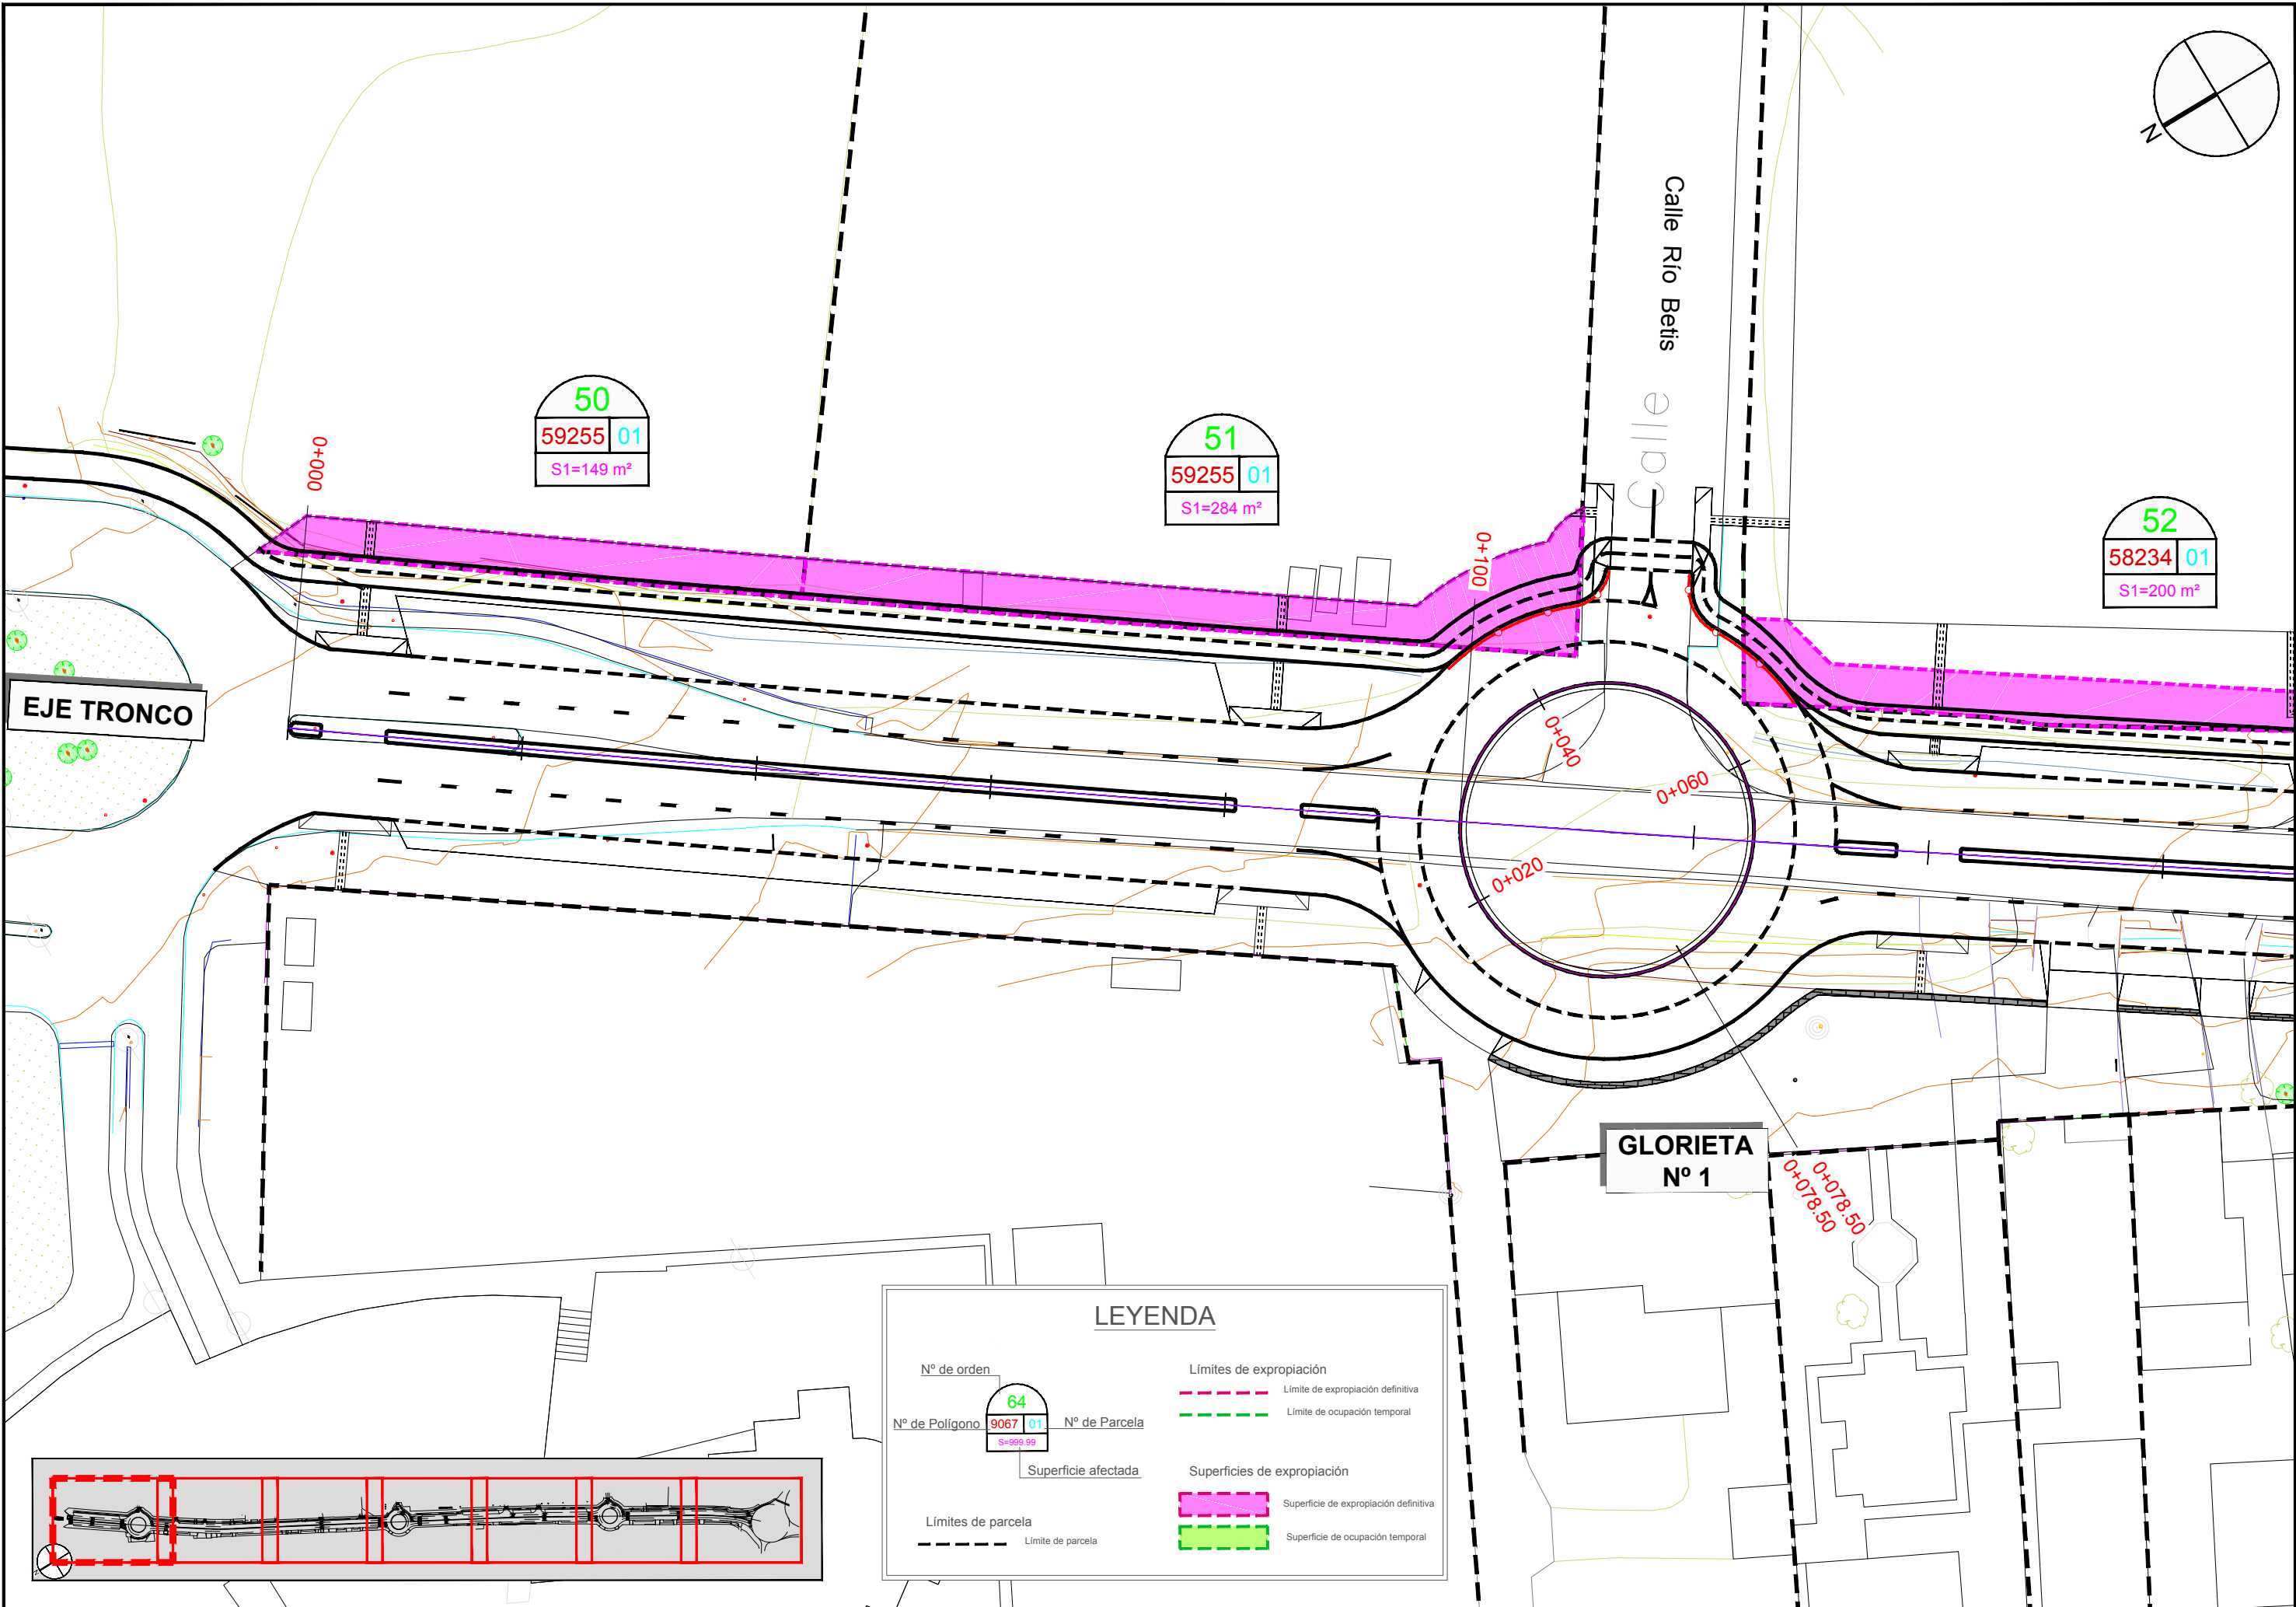 N
Calle Río Betis
Calle
50
59255 01
S1=149 m²
51
59255 01
S1=284 m²
52
58234 01
S1=200 m²
0+000
0+100
EJE TRONCO
0+040
0+060
0+020
GLORIETA
Nº 1
0+078.50
0+078.50
LEYENDA
Nº de orden
64
Nº de Polígono
9067 01
Nº de Parcela
S=999.99
Superficie afectada
Límites de parcela
Límite de parcela
Límites de expropiación
Límite de expropiación definitiva
Límite de ocupación temporal
Superficies de expropiación
Superficie de expropiación definitiva
Superficie de ocupación temporal